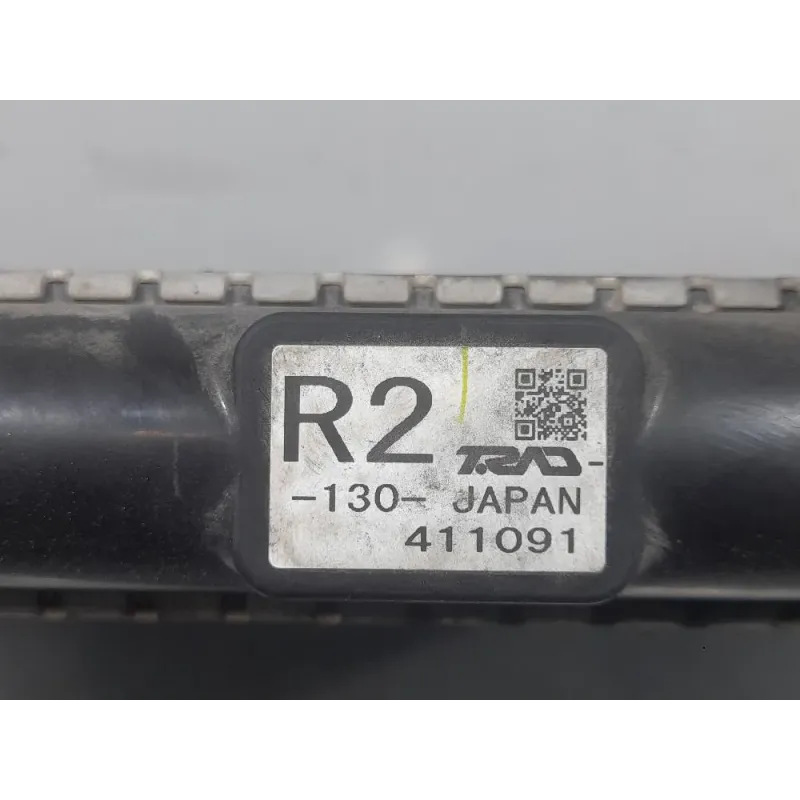 R2 T.RAD-
-130- JAPAN
411091